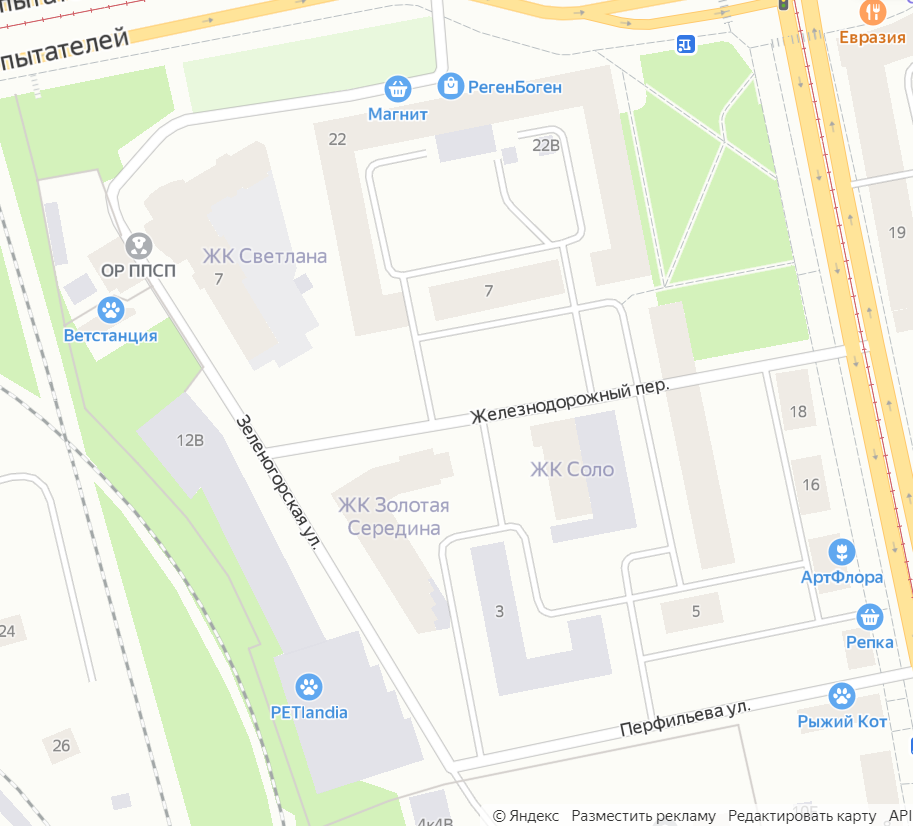 пытателей
Евразия
РегенБоген
Магнит
22
22В
ЖК Светлана
19
ОР ППСП
7
7
Ветстанция
Железнодорожный пер.
18
12В
Зеленогорская ул.
ЖК Соло
ЖК Золотая
Середина
16
АртФлора
3
5
24
Репка
PETlandia
Рыжий Кот
Перфильева ул.
26
4к4В
© Яндекс Разместить рекламу Редактировать карту API